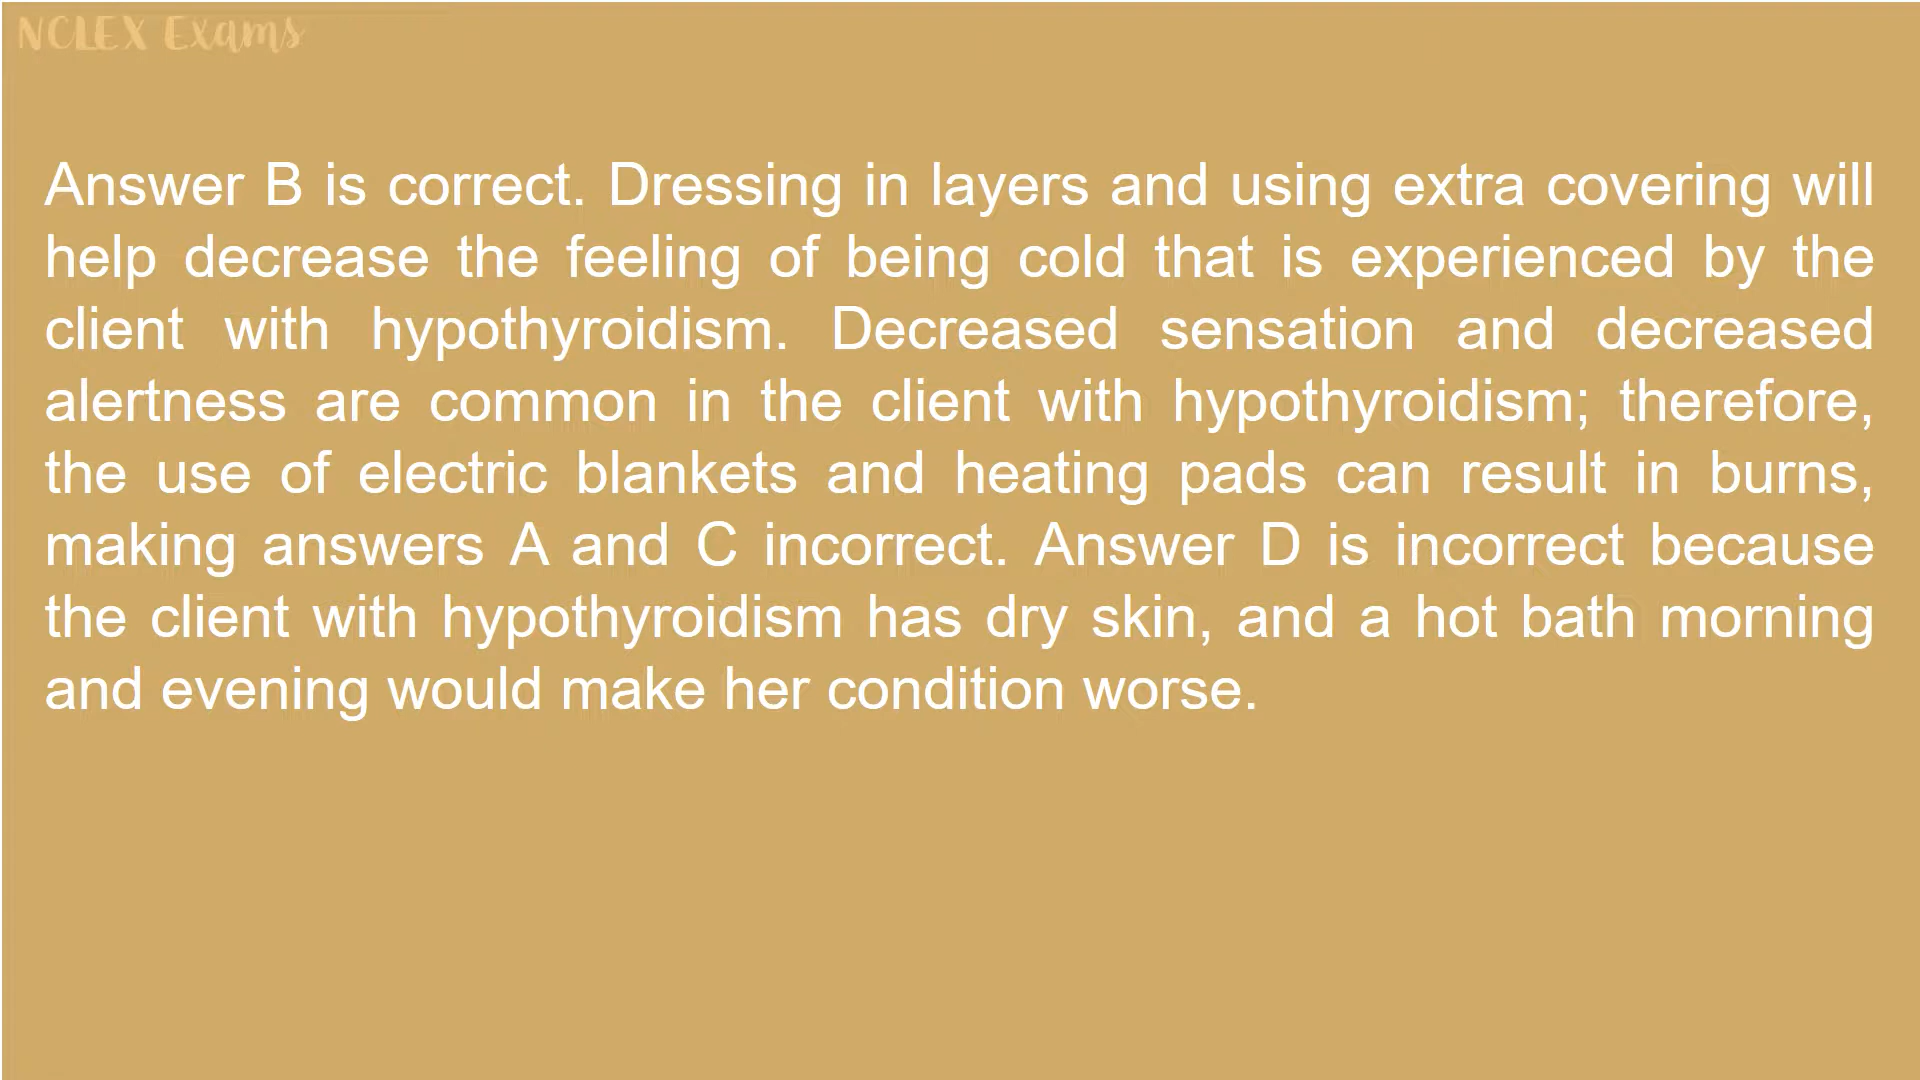 NCLEX Exams
Answer B is correct. Dressing in layers and using extra covering will
help decrease the feeling of being cold that is experienced by the
client with hypothyroidism. Decreased sensation and decreased
alertness are common in the client with hypothyroidism; therefore,
the use of electric blankets and heating pads can result in burns,
making answers A and C incorrect. Answer D is incorrect because
the client with hypothyroidism has dry skin, and a hot bath morning
and evening would make her condition worse.